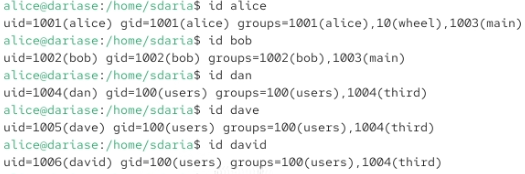 alice@dariase:/home/sdaria$ id alice
uid=1001(alice) gid=1001(alice) groups=1001(alice),10(wheel),1003(main)
alice@dariase:/home/sdaria$ id bob
uid=1002(bob) gid=1002(bob) groups=1002(bob),1003(main)
alice@dariase:/home/sdaria$ id dan
uid=1004(dan) gid=100(users) groups=100(users),1004(third)
alice@dariase:/home/sdaria$ id dave
uid=1005(dave) gid=100(users) groups=100(users),1004(third)
alice@dariase:/home/sdaria$ id david
uid=1006(david) gid=100(users) groups=100(users),1004(third)